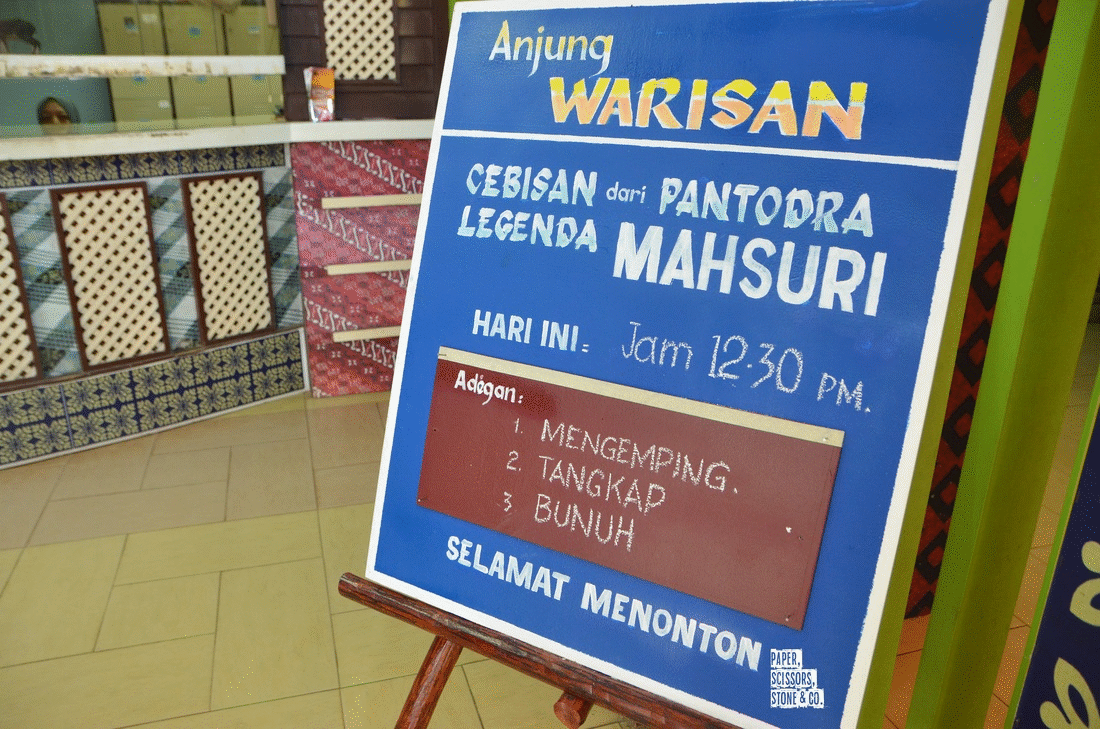 Anjung
WARISAN
CEBISAN dari PANTODRA
LEGENDA MAHSURI
HARI INI: Jam 12.30 PM.
Adégan:
1. MENGEMPING.
2. TANGKAP
3 BUNUH
SELAMAT MENONTON
PAPER,
SCISSORS,
STONE & CO.